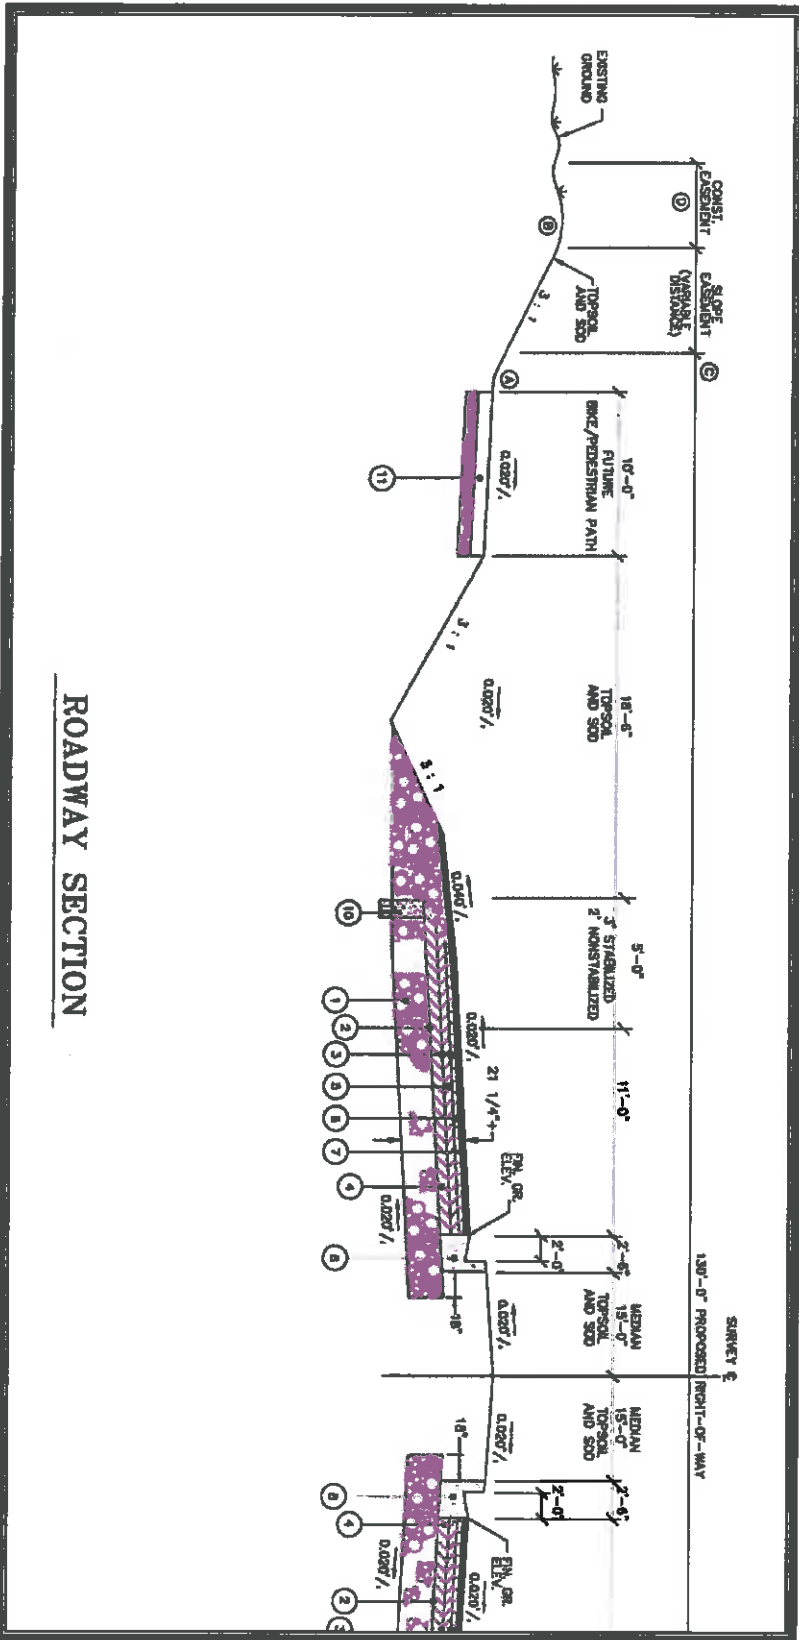 EXISTING
GROUND
CONST.
EASEMENT
D
SLOPE
EASEMENT
(VARIABLE
DISTANCE)
C
B
TOPSOIL
AND SOD
3 : 1
A
10'-0"
FUTURE
BIKE/PEDESTRIAN PATH
0.020'/.
11
3 : 1
18'-6"
TOPSOIL
AND SOD
0.020'/.
5'-0"
3' STABILIZED
2' NONSTABILIZED
0.040'/.
10
11'-0"
0.020'/.
21 1/4"+
FIN. GR.
ELEV.
1
2
3
7
4
0.020'/.
2'-6"
2'-0"
18"
130'-0" PROPOSED RIGHT-OF-WAY
SURVEY ℄
MEDIAN
15'-0"
TOPSOIL
AND SOD
0.020'/.
MEDIAN
15'-0"
TOPSOIL
AND SOD
0.020'/.
18"
2'-6"
2'-0"
FIN. GR.
ELEV.
0.020'/.
4
0.020'/.
2
3
ROADWAY SECTION